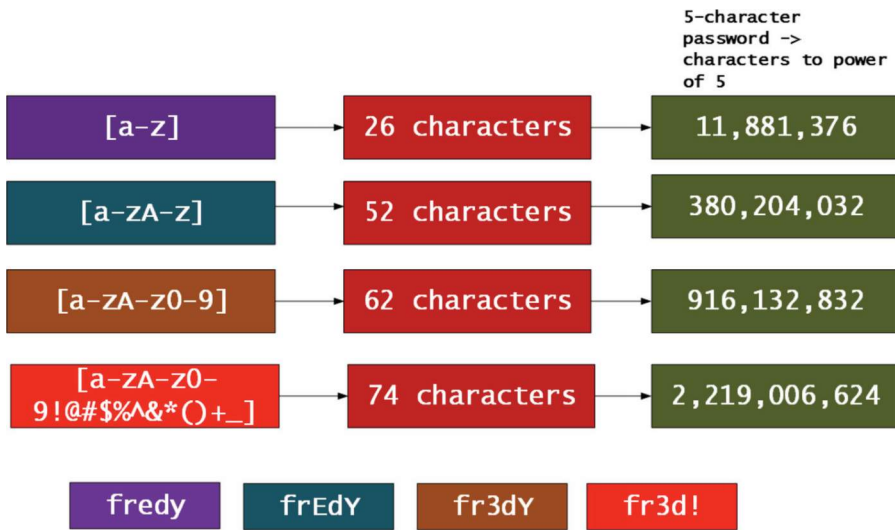 5-character
password ->
characters to power
of 5
[a-z]
26 characters
11,881,376
[a-zA-z]
52 characters
380,204,032
[a-zA-z0-9]
62 characters
916,132,832
[a-zA-z0-
9!@#$%^&*()+_]
74 characters
2,219,006,624
fredy
frEdY
fr3dY
fr3d!